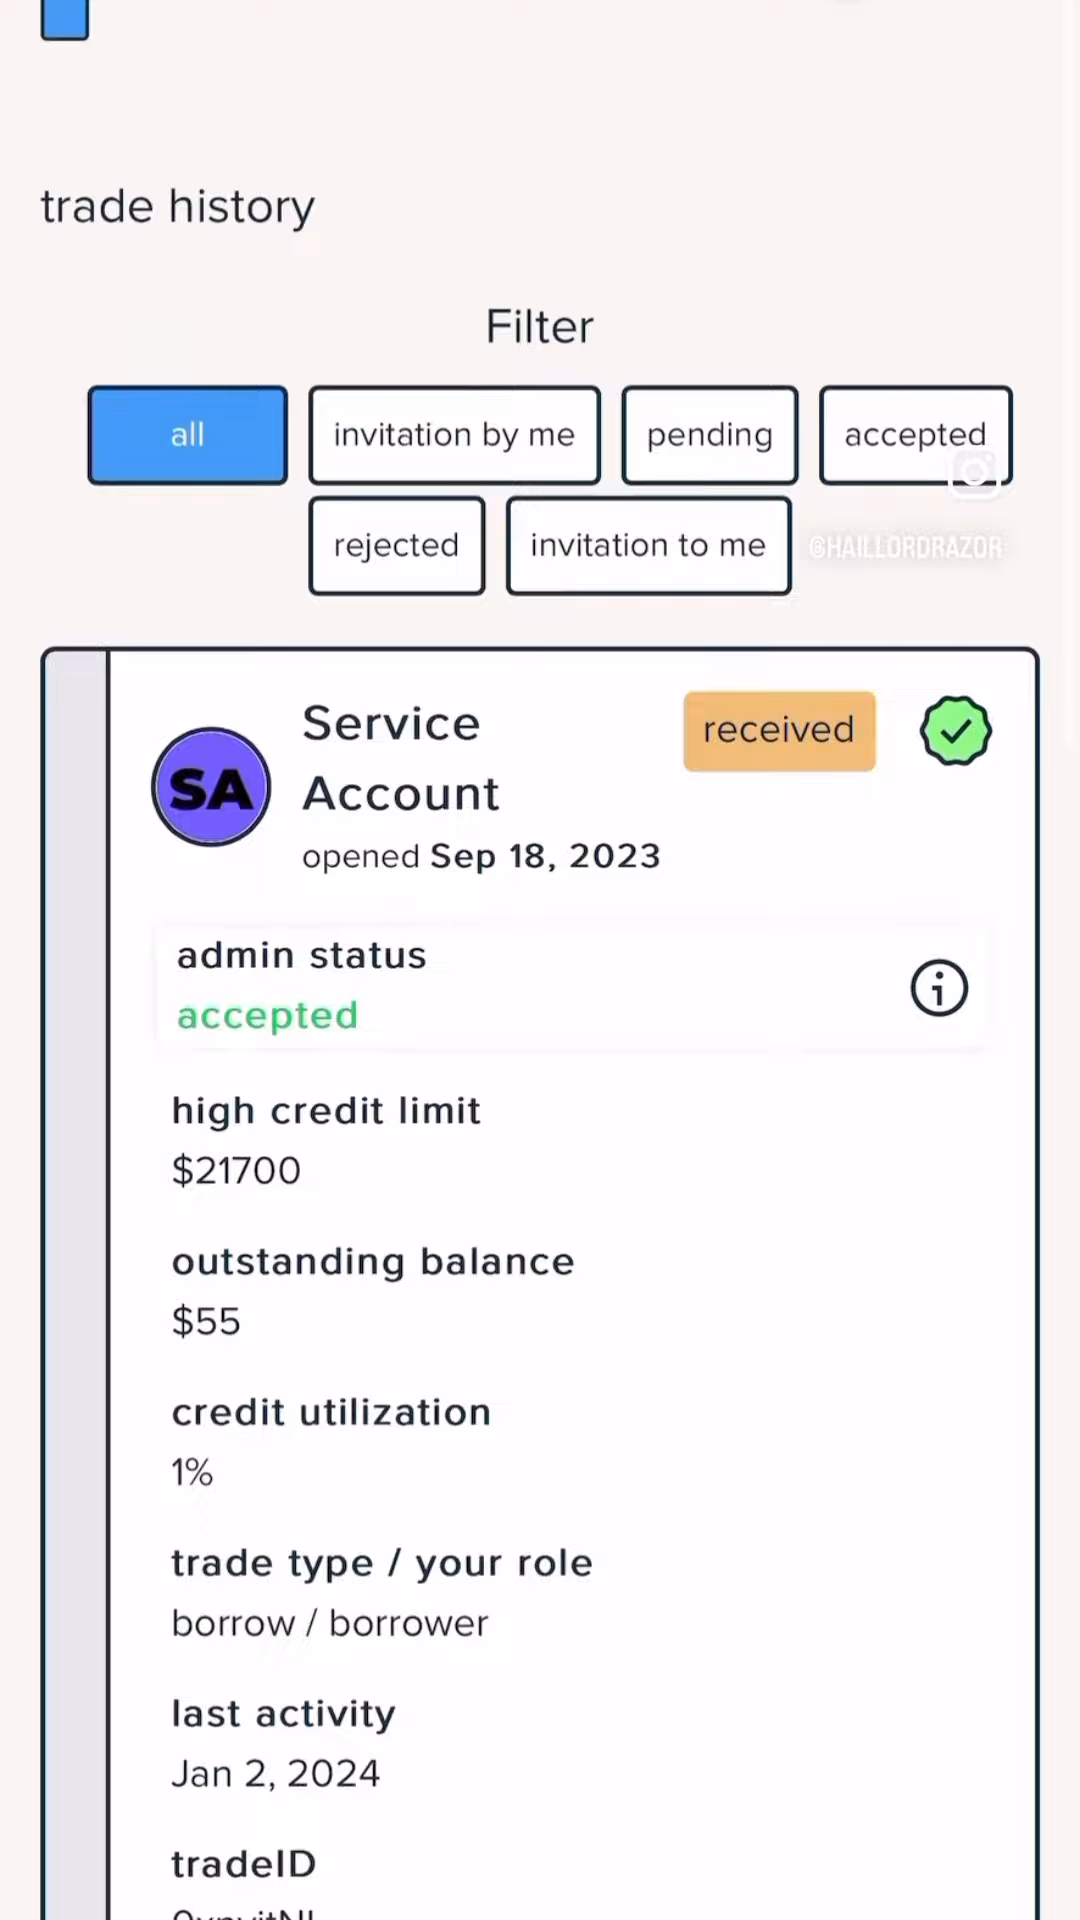 trade history
Filter
all
invitation by me
pending
accepted
rejected
invitation to me
@HAILLORDRAZOR
Service
Account
received
SA
opened Sep 18, 2023
admin status
accepted
high credit limit
$21700
outstanding balance
$55
credit utilization
1%
trade type / your role
borrow / borrower
last activity
Jan 2, 2024
tradeID